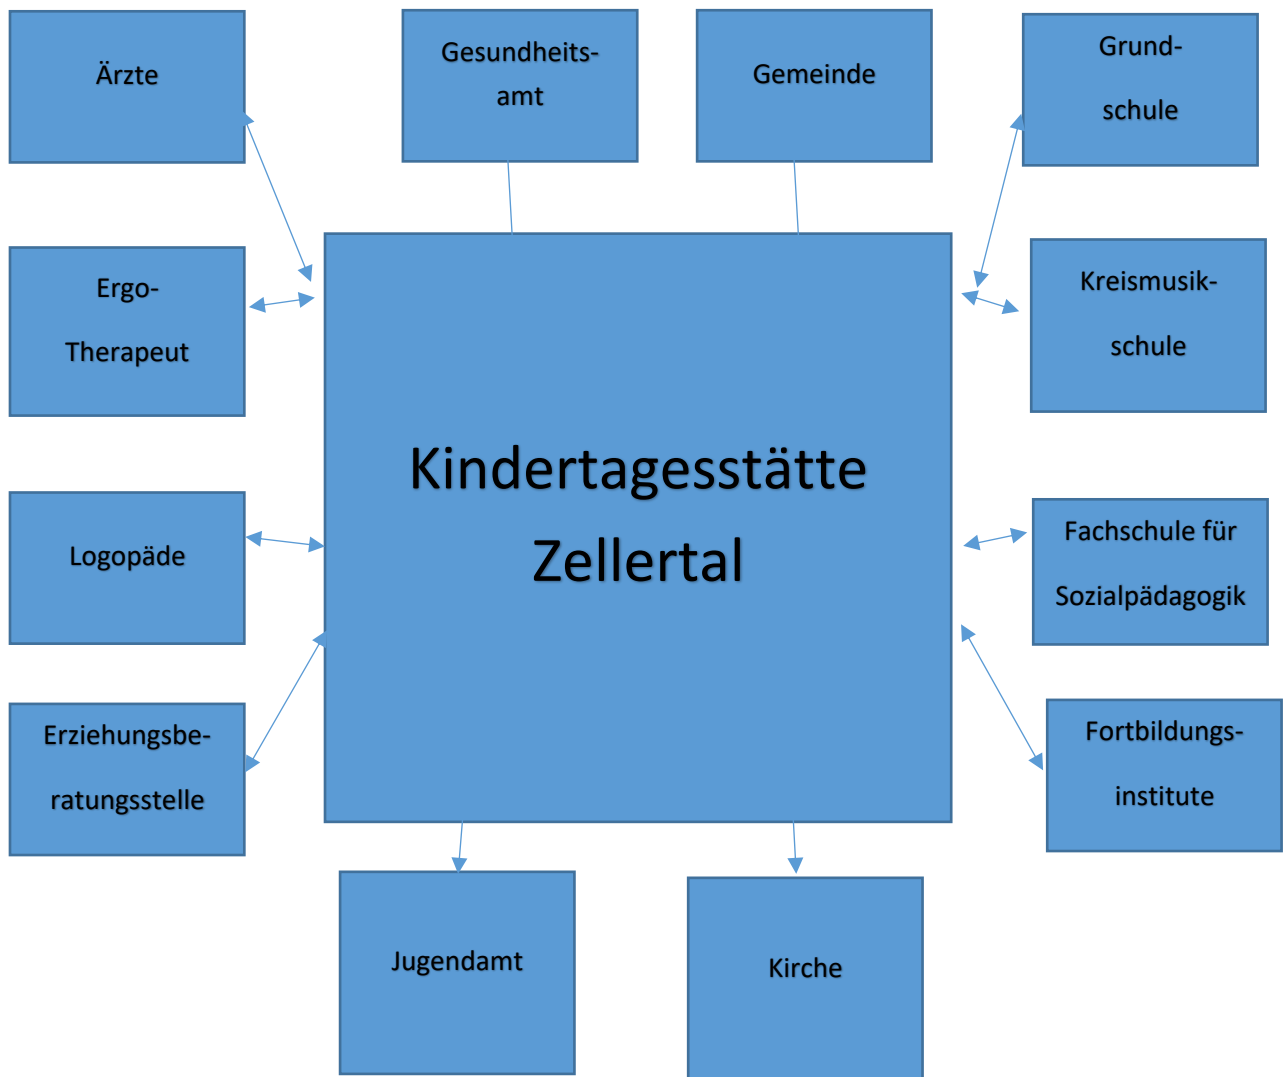 Ärzte
Gesundheits-
amt
Gemeinde
Grund-
schule
Ergo-
Therapeut
Kreismusik-
schule
Kindertagesstätte
Zellertal
Logopäde
Fachschule für
Sozialpädagogik
Erziehungsbe-
ratungsstelle
Fortbildungs-
institute
Jugendamt
Kirche